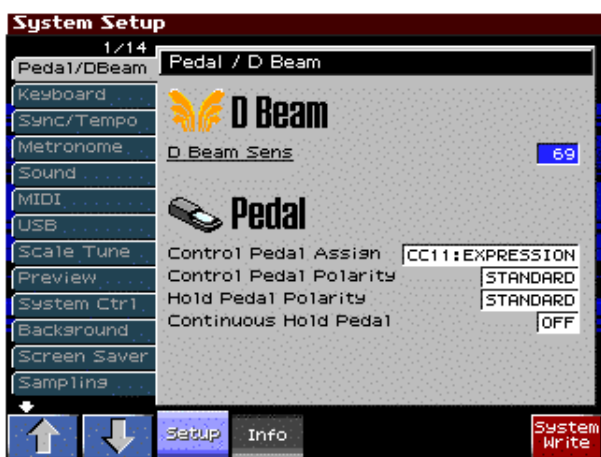 System Setup
1/14
Pedal/DBeam
Pedal / D Beam
Keyboard
Sync/Tempo
Metronome
Sound
MIDI
USB
Scale Tune
Preview
System Ctrl
Background
Screen Saver
Sampling
D Beam
D Beam Sens 69
Pedal
Control Pedal Assign CC11:EXPRESSION
Control Pedal Polarity STANDARD
Hold Pedal Polarity STANDARD
Continuous Hold Pedal OFF
Setup Info
System
Write